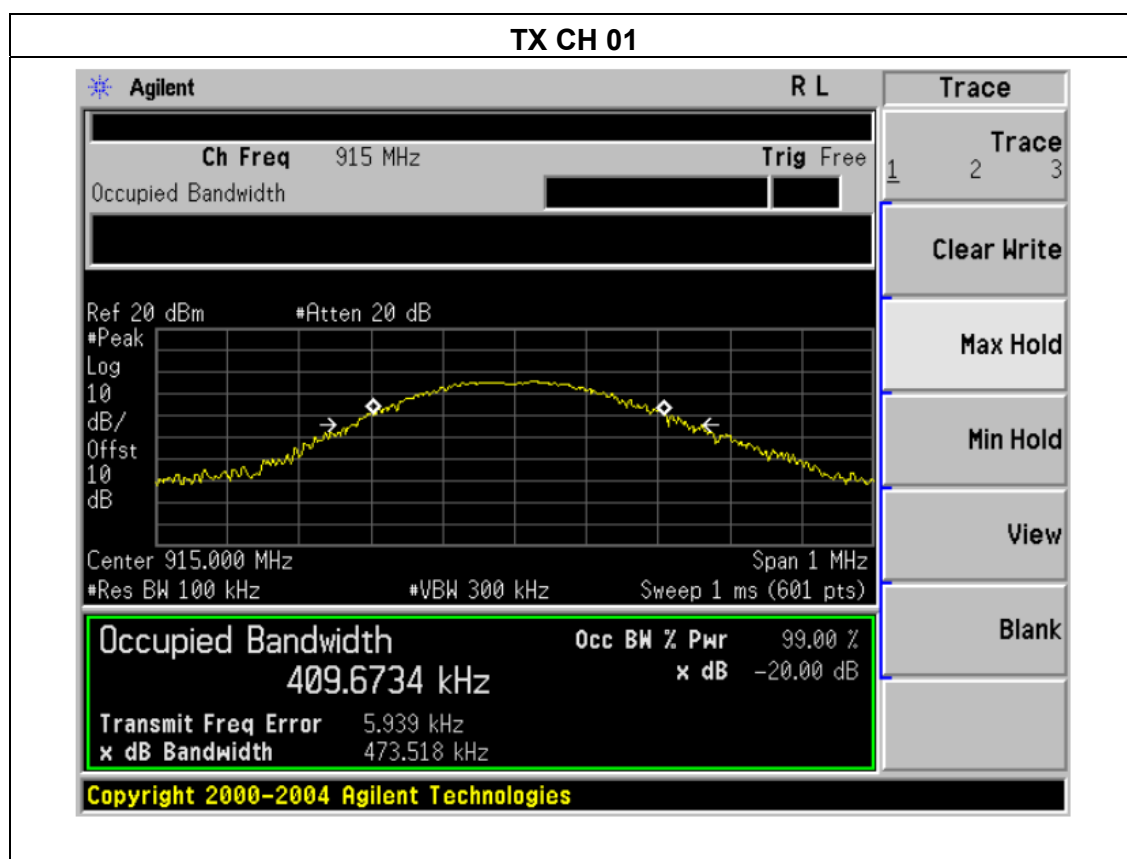 TX CH 01
Agilent R L Trace
Ch Freq 915 MHz Trig Free
Trace
1 2 3
Occupied Bandwidth
Clear Write
Ref 20 dBm #Atten 20 dB
#Peak
Log
10
dB/
Offst
10
dB
Max Hold
Min Hold
View
Center 915.000 MHz Span 1 MHz
#Res BW 100 kHz #VBW 300 kHz Sweep 1 ms (601 pts)
Blank
Occupied Bandwidth Occ BW % Pwr 99.00 %
409.6734 kHz x dB -20.00 dB
Transmit Freq Error 5.939 kHz
x dB Bandwidth 473.518 kHz
Copyright 2000-2004 Agilent Technologies